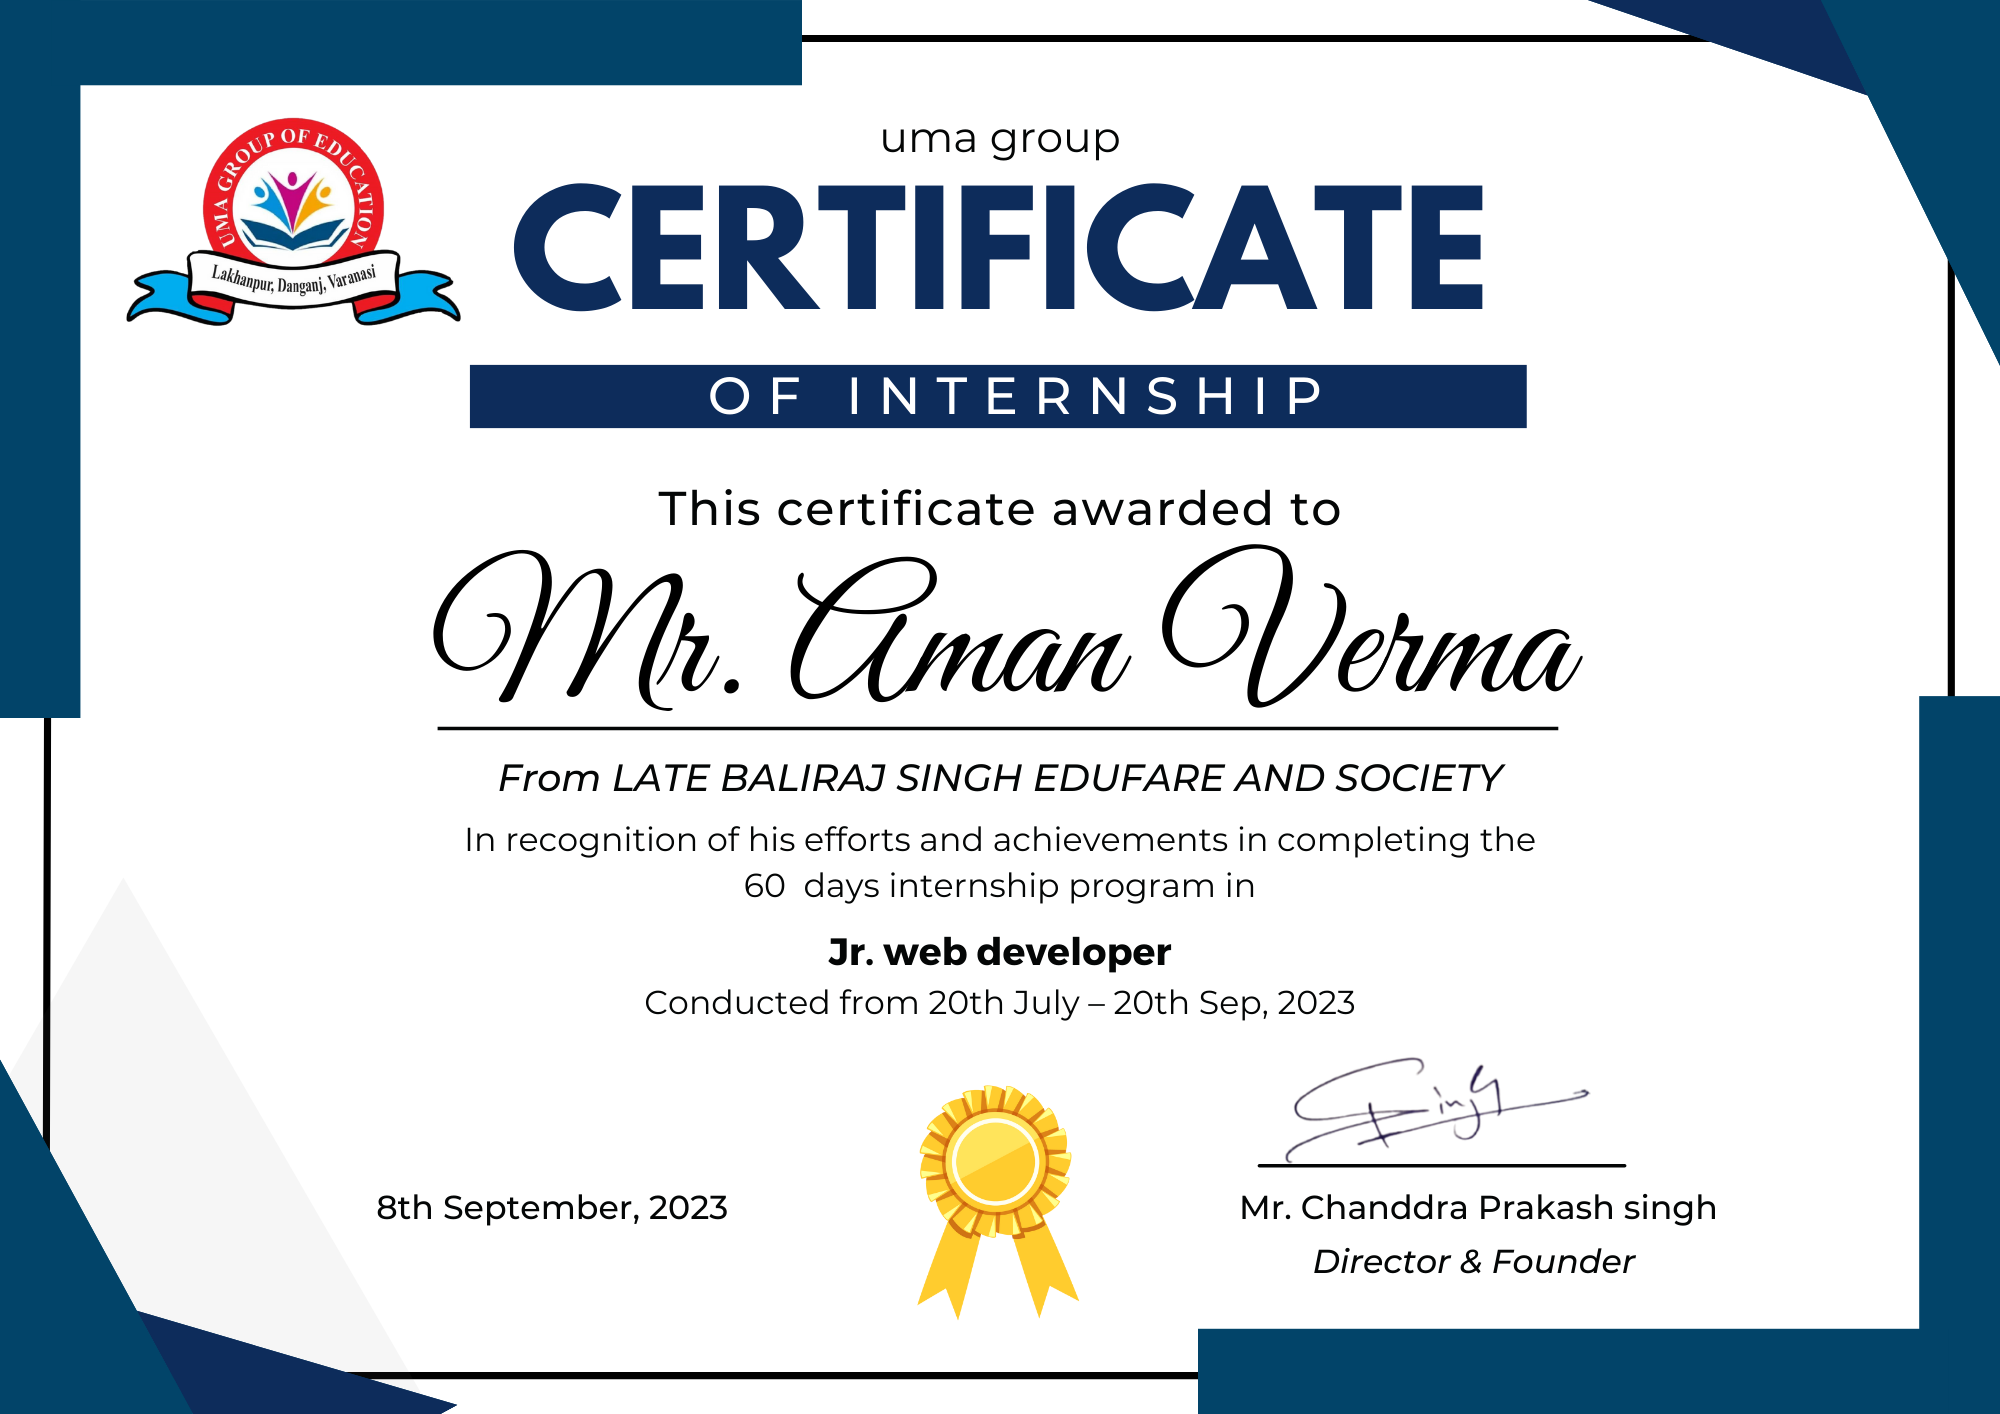 UMA GROUP OF EDUCATION
Lakhanpur, Danganj, Varanasi
uma group
CERTIFICATE
OF INTERNSHIP
This certificate awarded to
Mr. Aman Verma
From LATE BALIRAJ SINGH EDUFARE AND SOCIETY
In recognition of his efforts and achievements in completing the
60 days internship program in
Jr. web developer
Conducted from 20th July – 20th Sep, 2023
8th September, 2023
Mr. Chanddra Prakash singh
Director & Founder